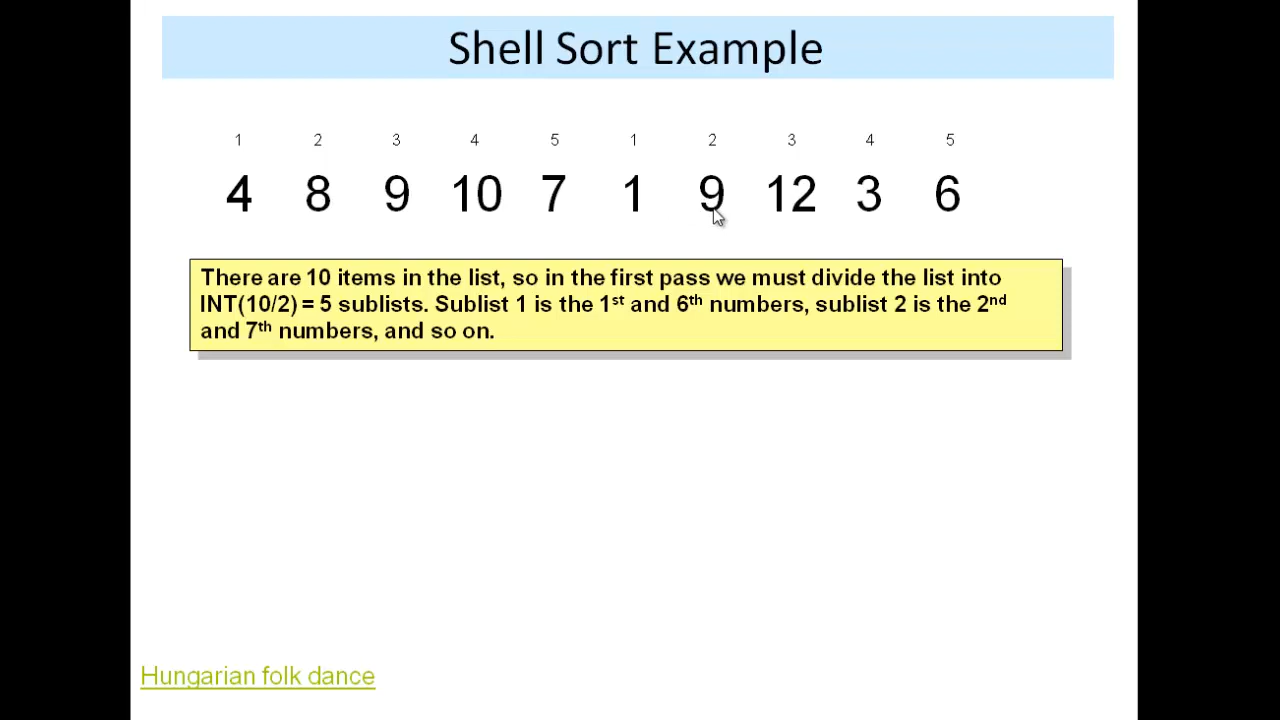 Shell Sort Example
1 2 3 4 5 1 2 3 4 5
4 8 9 10 7 1 9 12 3 6
There are 10 items in the list, so in the first pass we must divide the list into
INT(10/2) = 5 sublists. Sublist 1 is the 1st and 6th numbers, sublist 2 is the 2nd
and 7th numbers, and so on.
Hungarian folk dance